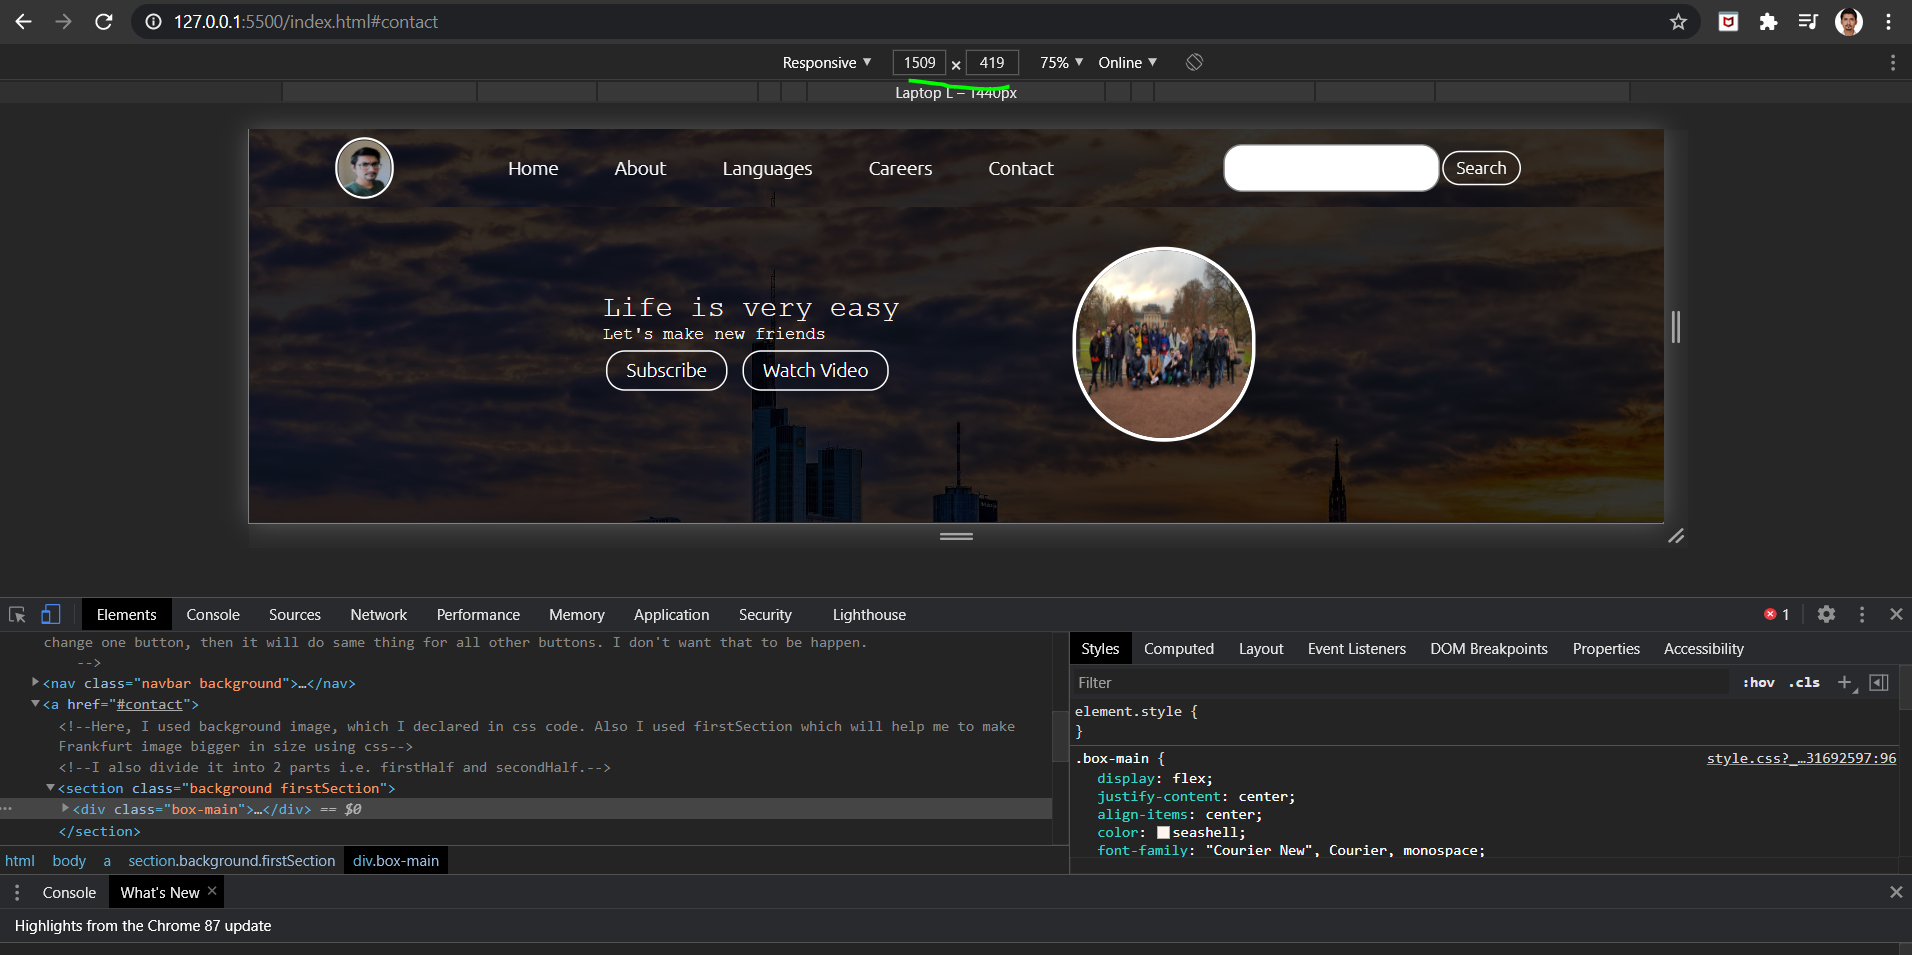 127.0.0.1:5500/index.html#contact
Responsive ▼ 1509 × 419 75% ▼ Online ▼
Laptop L – 1440px
Home About Languages Careers Contact Search
Life is very easy
Let's make new friends
Subscribe Watch Video
Elements Console Sources Network Performance Memory Application Security Lighthouse 1
change one button, then it will do same thing for all other buttons. I don't want that to be happen.
-->
<nav class="navbar background">…</nav>
<a href="#contact">
<!--Here, I used background image, which I declared in css code. Also I used firstSection which will help me to make
Frankfurt image bigger in size using css-->
<!--I also divide it into 2 parts i.e. firstHalf and secondHalf.-->
<section class="background firstSection">
<div class="box-main">…</div> == $0
</section>
html body a section.background.firstSection div.box-main
Styles Computed Layout Event Listeners DOM Breakpoints Properties Accessibility
Filter :hov .cls +
element.style {
}
.box-main { style.css?_…31692597:96
display: flex;
justify-content: center;
align-items: center;
color: seashell;
font-family: "Courier New", Courier, monospace;
Console What's New ×
Highlights from the Chrome 87 update